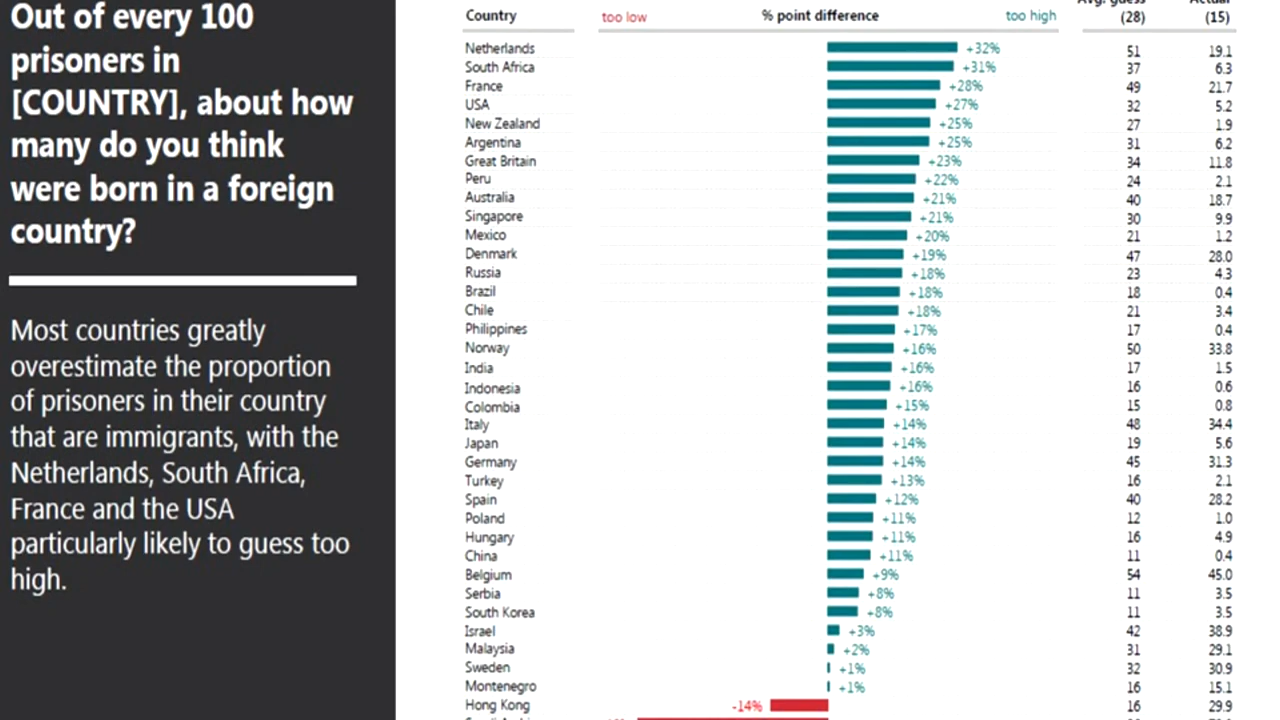 Out of every 100
prisoners in
[COUNTRY], about how
many do you think
were born in a foreign
country?
Most countries greatly
overestimate the proportion
of prisoners in their country
that are immigrants, with the
Netherlands, South Africa,
France and the USA
particularly likely to guess too
high.
Country too low % point difference too high (28) (15)
Netherlands +32% 51 19.1
South Africa +31% 37 6.3
France +28% 49 21.7
USA +27% 32 5.2
New Zealand +25% 27 1.9
Argentina +25% 31 6.2
Great Britain +23% 34 11.8
Peru +22% 24 2.1
Australia +21% 40 18.7
Singapore +21% 30 9.9
Mexico +20% 21 1.2
Denmark +19% 47 28.0
Russia +18% 23 4.3
Brazil +18% 18 0.4
Chile +18% 21 3.4
Philippines +17% 17 0.4
Norway +16% 50 33.8
India +16% 17 1.5
Indonesia +16% 16 0.6
Colombia +15% 15 0.8
Italy +14% 48 34.4
Japan +14% 19 5.6
Germany +14% 45 31.3
Turkey +13% 16 2.1
Spain +12% 40 28.2
Poland +11% 12 1.0
Hungary +11% 16 4.9
China +11% 11 0.4
Belgium +9% 54 45.0
Serbia +8% 11 3.5
South Korea +8% 11 3.5
Israel +3% 42 38.9
Malaysia +2% 31 29.1
Sweden +1% 32 30.9
Montenegro +1% 16 15.1
Hong Kong -14% 16 29.9